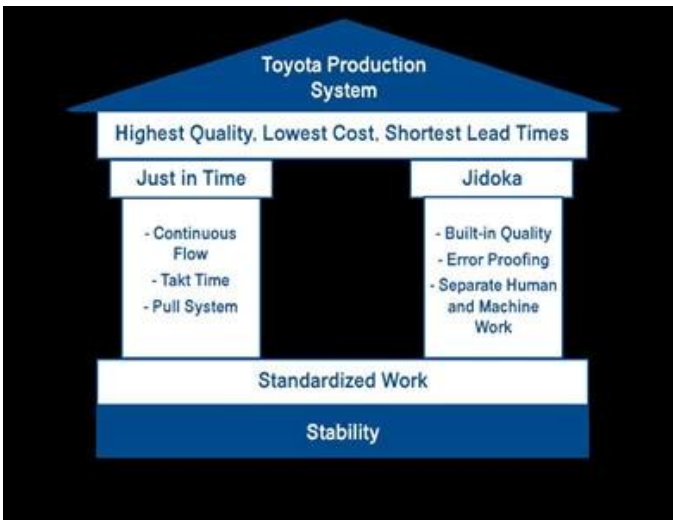 Toyota Production
System
Highest Quality, Lowest Cost, Shortest Lead Times
Just in Time
- Continuous
Flow
- Takt Time
- Pull System
Jidoka
- Built-in Quality
- Error Proofing
- Separate Human
and Machine
Work
Standardized Work
Stability